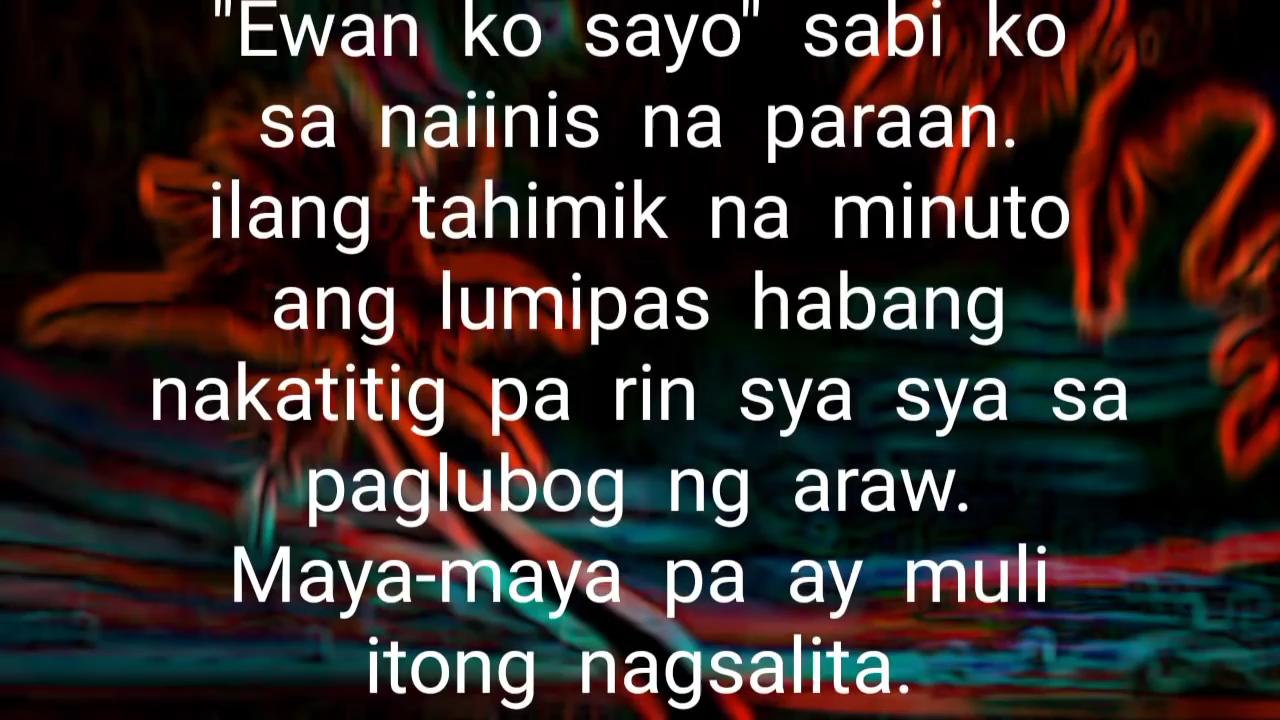 "Ewan ko sayo" sabi ko
sa naiinis na paraan.
ilang tahimik na minuto
ang lumipas habang
nakatitig pa rin sya sya sa
paglubog ng araw.
Maya-maya pa ay muli
itong nagsalita.